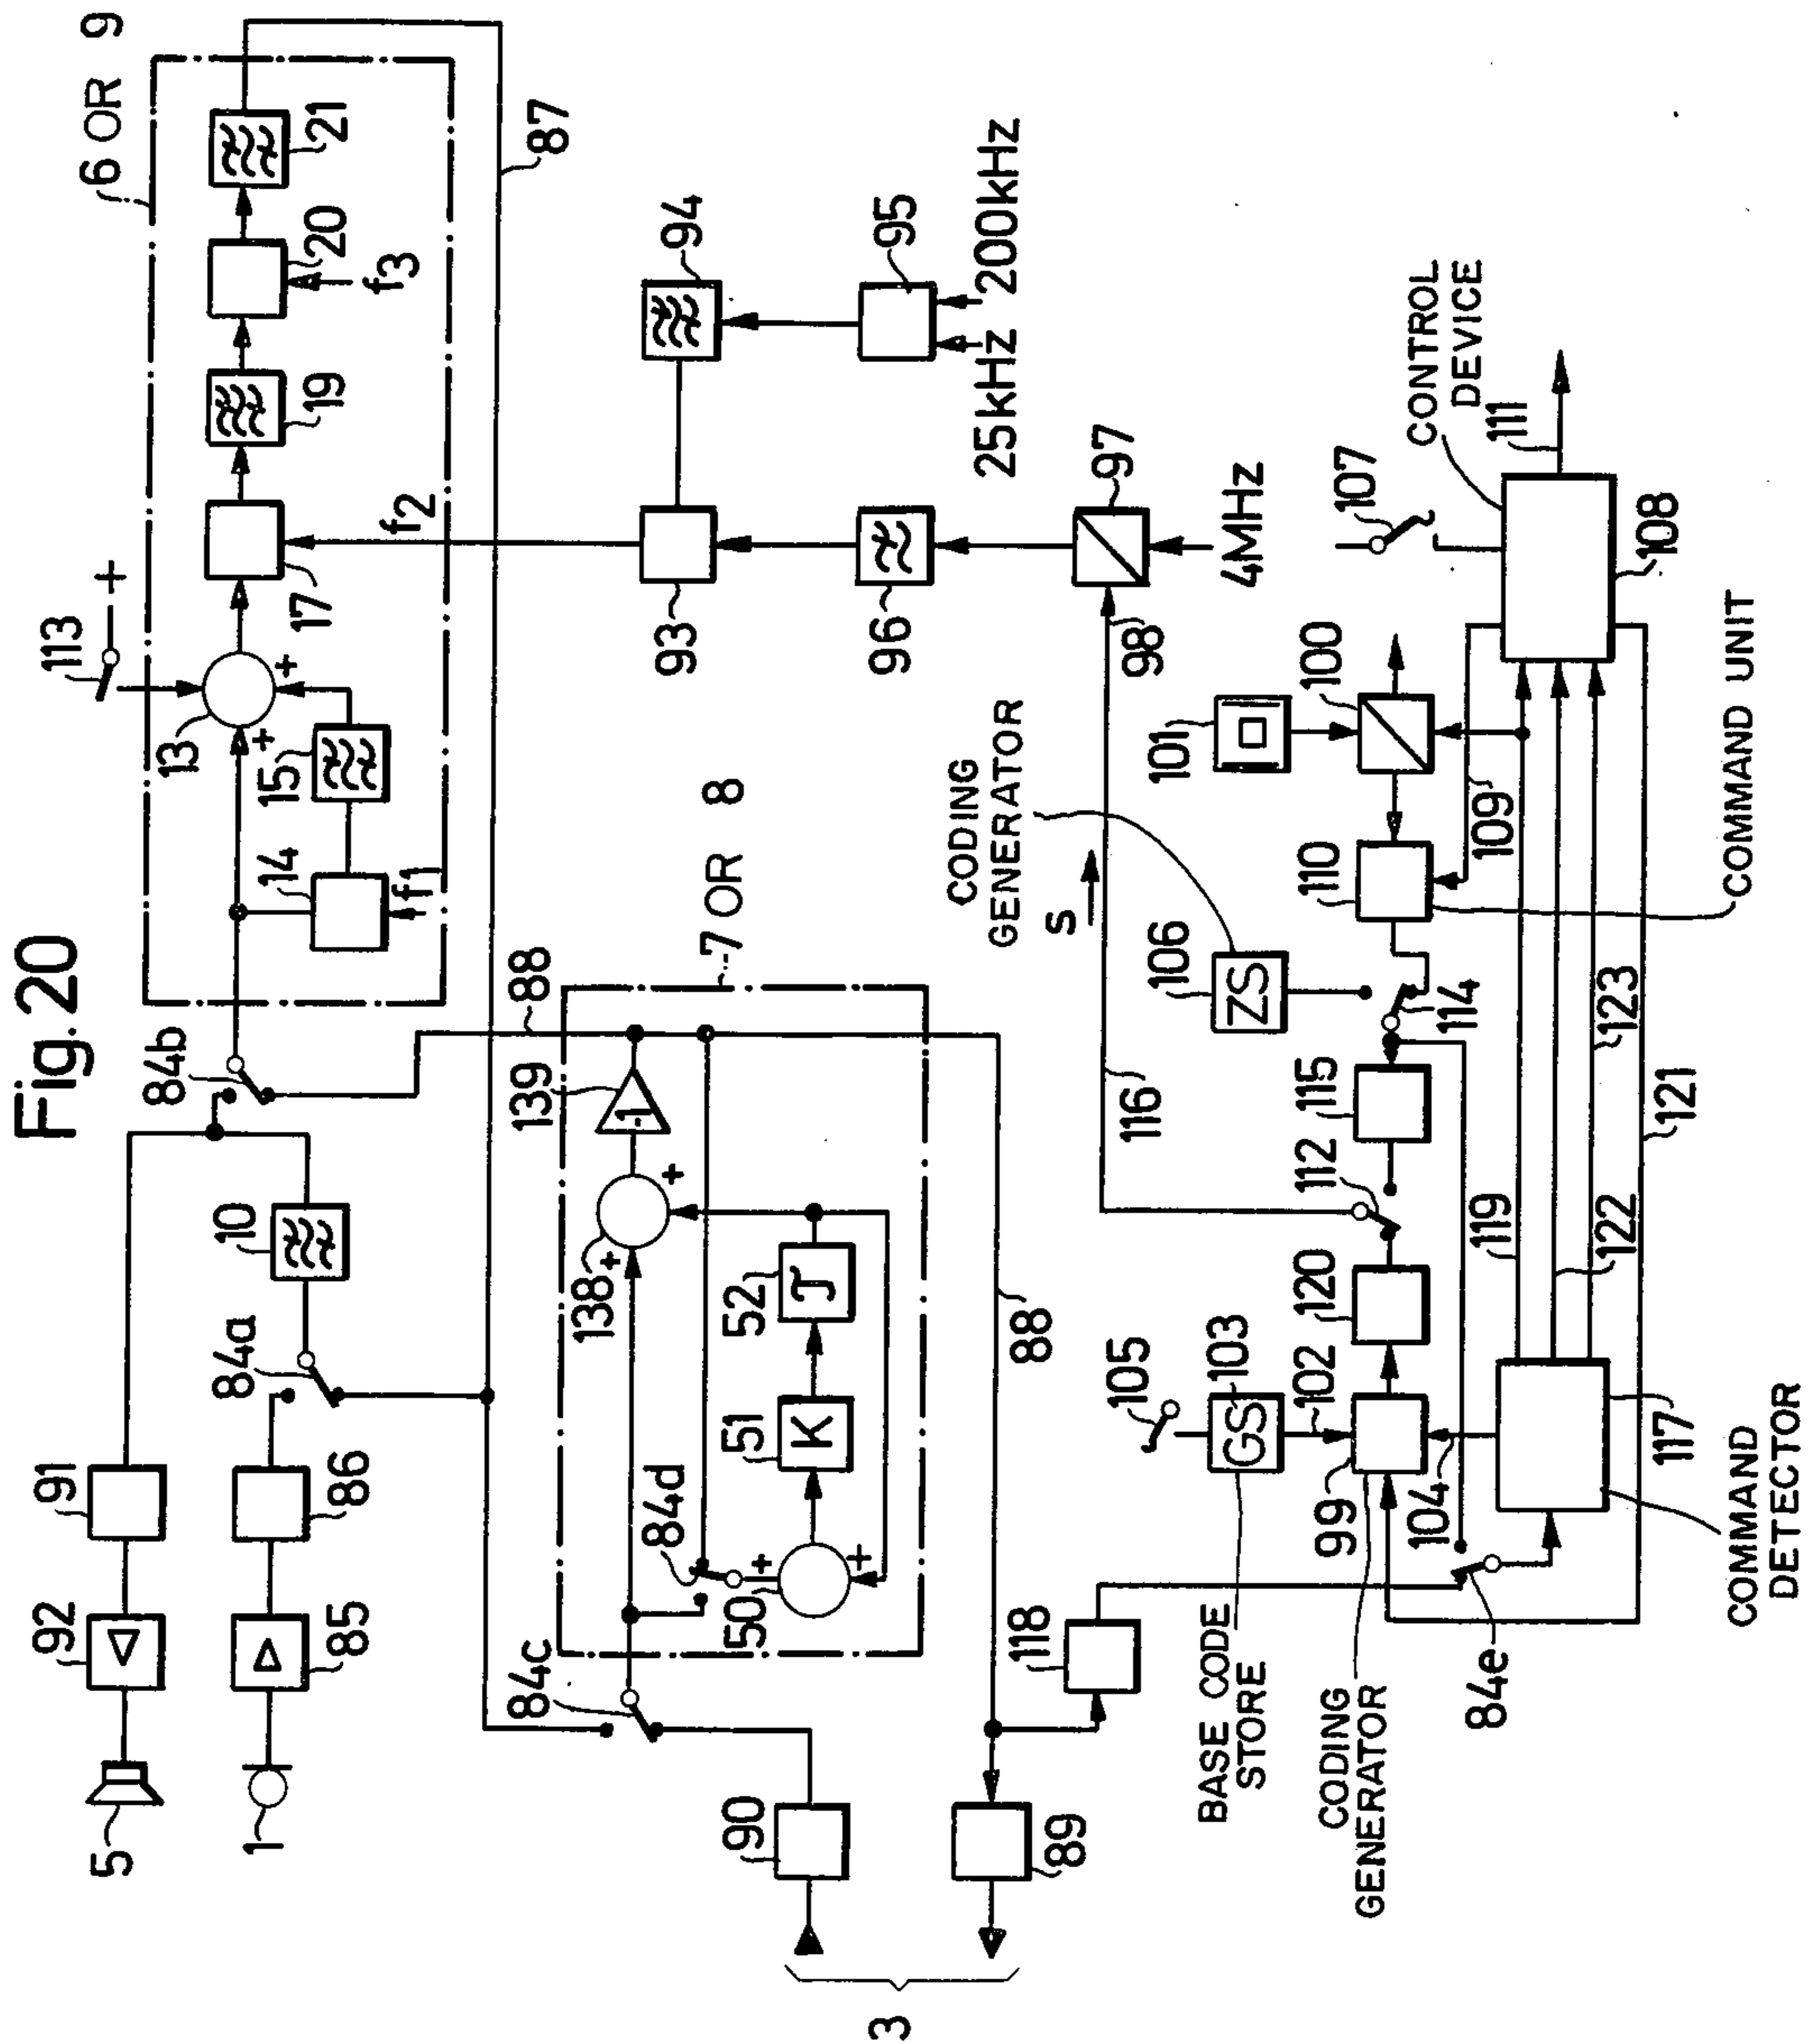 Fig. 20
6 OR 9
113
+
13
+
+
15
14
f1
17
19
20
f3
21
f2
87
84b
10
84a
91
92
5
86
85
1
88
7 OR 8
139
-1
138
+
+
52
τ
51
K
50
+
+
84d
84c
88
90
89
3
118
93
94
95
25kHz 200kHz
96
97
98
4MHz
S
116
CODING
GENERATOR
106
ZS
101
100
110
109
107
CONTROL
DEVICE
111
108
COMMAND UNIT
114
115
112
120
105
103
GS
102
99
104
BASE CODE
STORE
CODING
GENERATOR
84e
117
COMMAND
DETECTOR
119
122
123
121